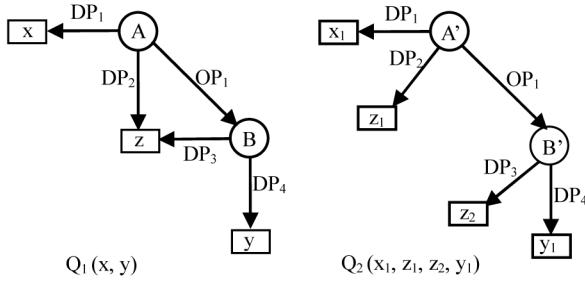 DP₁
x
A
DP₂
OP₁
z
DP₃
B
DP₄
y
Q₁ (x, y)
DP₁
x₁
A'
DP₂
OP₁
z₁
B'
DP₃
DP₄
z₂
y₁
Q₂ (x₁, z₁, z₂, y₁)